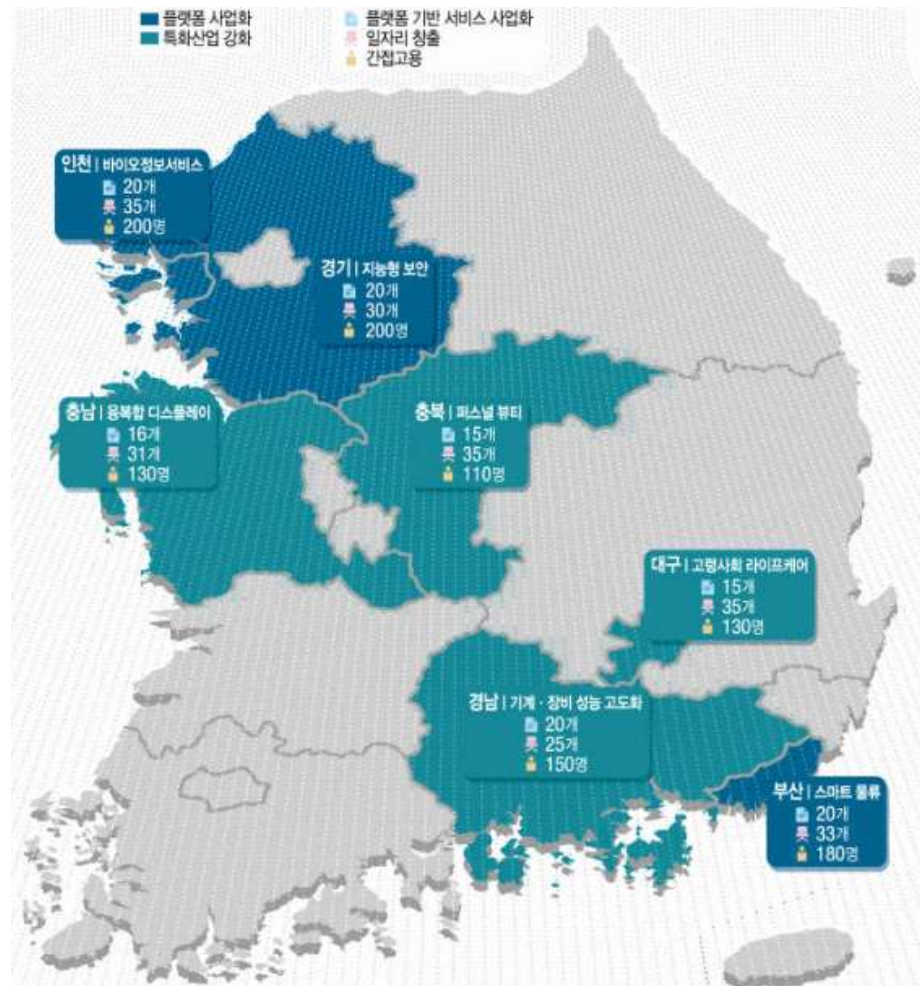 플랫폼 사업화
특화산업 강화
플랫폼 기반 서비스 사업화
일자리 창출
간접고용
인천 | 바이오정보서비스
20개
35개
200명
경기 | 지능형 보안
20개
30개
200명
충남 | 융복합 디스플레이
16개
31개
130명
충북 | 퍼스널 뷰티
15개
35개
110명
대구 | 고령사회 라이프케어
15개
35개
130명
경남 | 기계 · 장비 성능 고도화
20개
25개
150명
부산 | 스마트 물류
20개
33개
180명